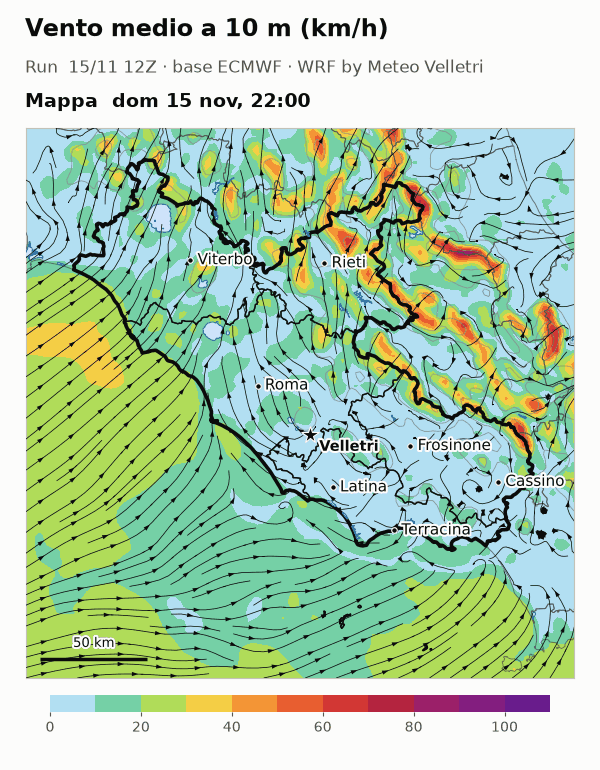 Vento medio a 10 m (km/h)
Run  15/11 12Z · base ECMWF · WRF by Meteo Velletri
Mappa  dom 15 nov, 22:00
Viterbo
Rieti
Roma
Velletri
Frosinone
Latina
Cassino
Terracina
50 km
0 20 40 60 80 100